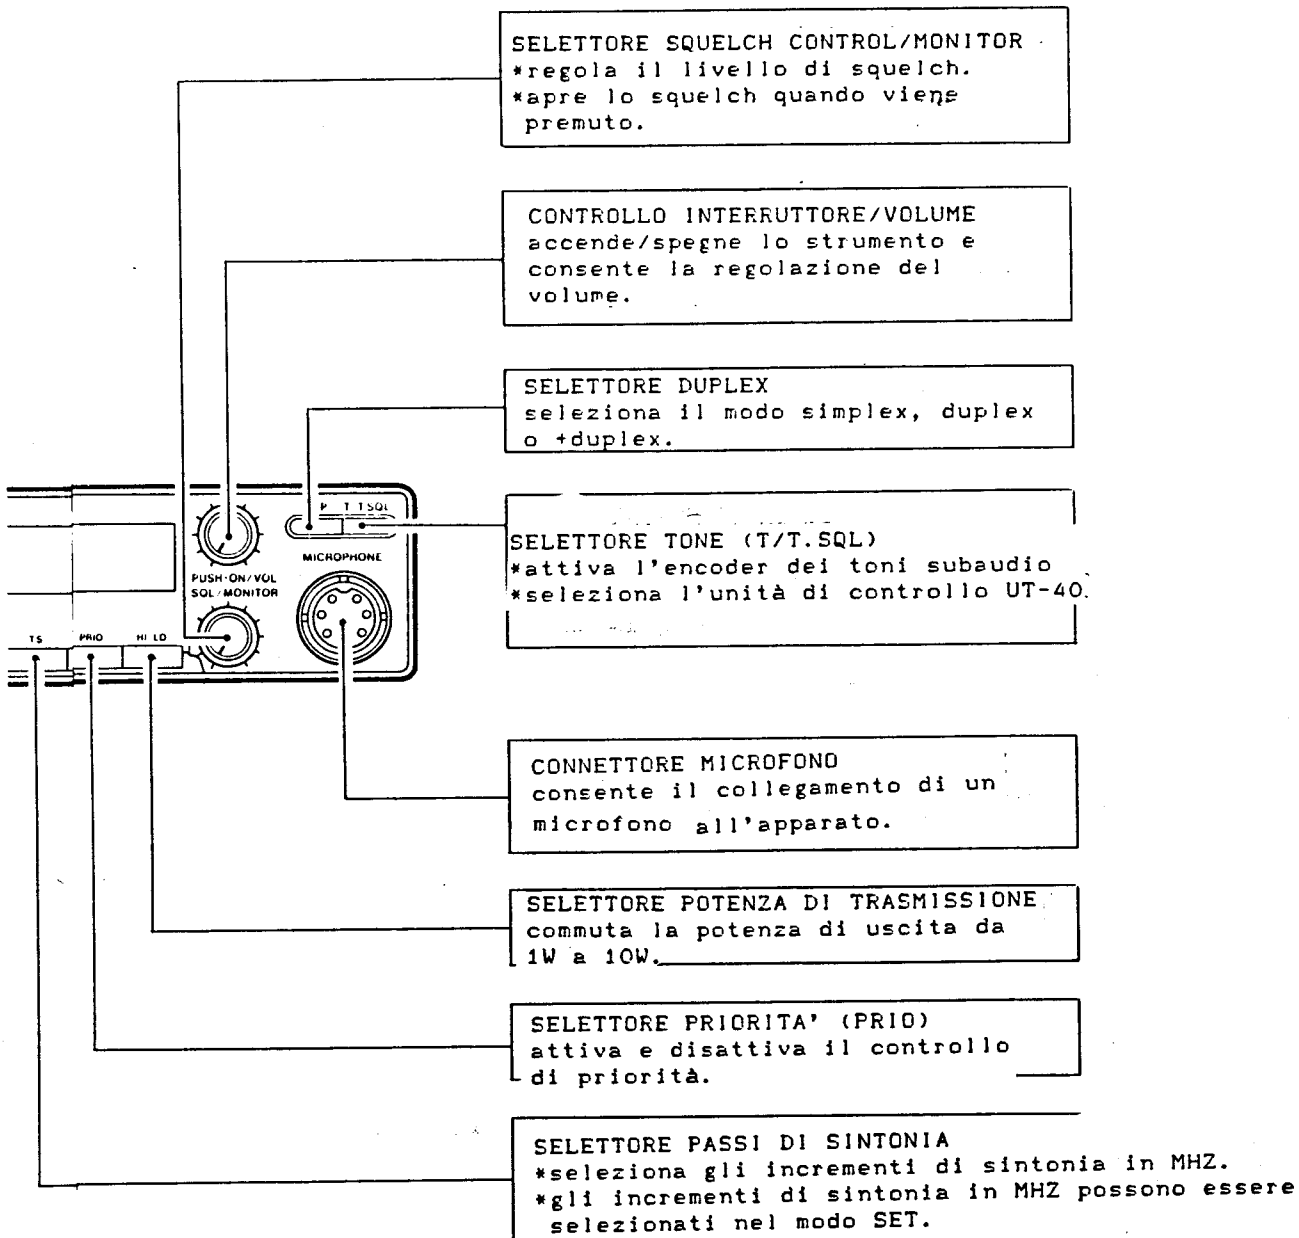 SELETTORE SQUELCH CONTROL/MONITOR
*regola il livello di squelch.
*apre lo squelch quando viene
premuto.
CONTROLLO INTERRUTTORE/VOLUME
accende/spegne lo strumento e
consente la regolazione del
volume.
SELETTORE DUPLEX
seleziona il modo simplex, duplex
o +duplex.
P T T SQL
MICROPHONE
PUSH-ON/VOL
SQL/MONITOR
TS PRIO HI LO
SELETTORE TONE (T/T.SQL)
*attiva l'encoder dei toni subaudio
*seleziona l'unità di controllo UT-40.
CONNETTORE MICROFONO
consente il collegamento di un
microfono all'apparato.
SELETTORE POTENZA DI TRASMISSIONE
commuta la potenza di uscita da
1W a 10W.
SELETTORE PRIORITA' (PRIO)
attiva e disattiva il controllo
di priorità.
SELETTORE PASSI DI SINTONIA
*seleziona gli incrementi di sintonia in MHZ.
*gli incrementi di sintonia in MHZ possono essere
selezionati nel modo SET.